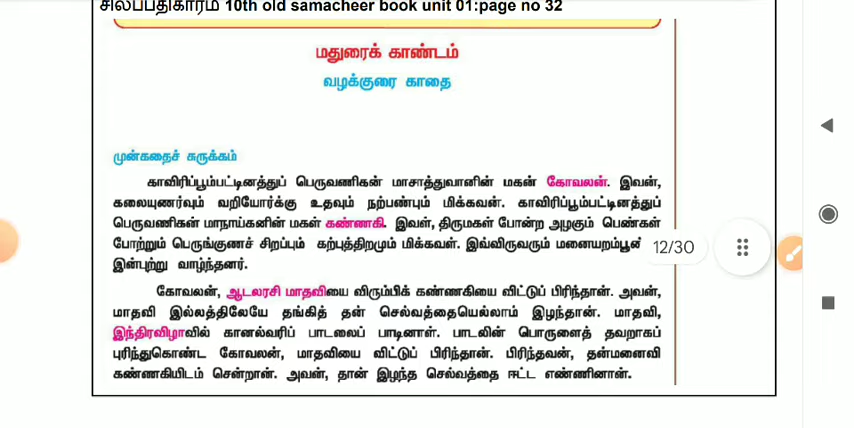 சிலப்பதிகாரம் 10th old samacheer book unit 01:page no 32
மதுரைக் காண்டம்
வழக்குரை காதை
முன்கதைச் சுருக்கம்
காவிரிப்பூம்பட்டினத்துப் பெருவணிகன் மாசாத்துவானின் மகன் கோவலன். இவன்,
கலையுணர்வும் வறியோர்க்கு உதவும் நற்பண்பும் மிக்கவன். காவிரிப்பூம்பட்டினத்துப்
பெருவணிகன் மாநாய்கனின் மகள் கண்ணகி. இவள், திருமகள் போன்ற அழகும் பெண்கள்
போற்றும் பெருங்குணச் சிறப்பும் கற்புத்திறமும் மிக்கவள். இவ்விருவரும் மனையறம்பூண்
12/30
இன்புற்று வாழ்ந்தனர்.
கோவலன், ஆடலரசி மாதவியை விரும்பிக் கண்ணகியை விட்டுப் பிரிந்தான். அவன்,
மாதவி இல்லத்திலேயே தங்கித் தன் செல்வத்தையெல்லாம் இழந்தான். மாதவி,
இந்திரவிழாவில் கானல்வரிப் பாடலைப் பாடினாள். பாடலின் பொருளைத் தவறாகப்
புரிந்துகொண்ட கோவலன், மாதவியை விட்டுப் பிரிந்தான். பிரிந்தவன், தன்மனைவி
கண்ணகியிடம் சென்றான். அவன், தான் இழந்த செல்வத்தை ஈட்ட எண்ணினான்.